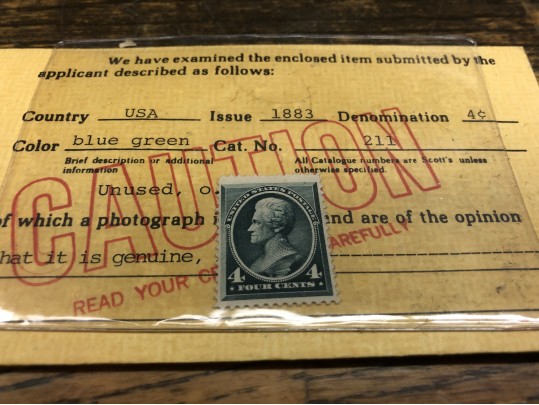 We have examined the enclosed item submitted by the
applicant described as follows:
Country USA Issue 1883 Denomination 4¢
Color blue green Cat. No. 211
Brief description or additional information
All Catalogue numbers are Scott's unless otherwise specified.
CAUTION
Unused, o
UNITED STATES POSTAGE
of which a photograph nd are of the opinion
hat it is genuine,
READ YOUR CAREFULLY
4 4
FOUR CENTS